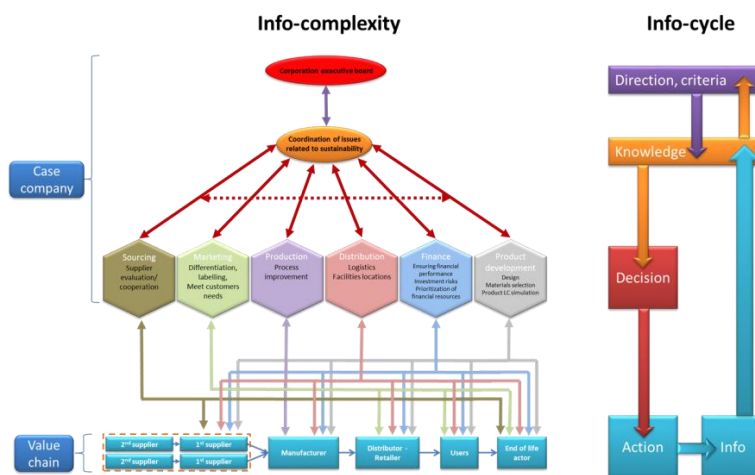 Info-complexity
Info-cycle
Corporation executive board
Coordination of issues
related to sustainability
Case
company
Sourcing
Supplier
evaluation/
cooperation
Marketing
Differentiation,
labelling,
Meet customers
needs
Production
Process
improvement
Distribution
Logistics
Facilities locations
Finance
Ensuring financial
performance
Investment risks
Prioritization of
financial resources
Product
development
Design
Materials selection
Product LC simulation
Value
chain
2nd supplier
1st supplier
2nd supplier
1st supplier
Manufacturer
Distributor -
Retailer
Users
End of life
actor
Direction, criteria
Knowledge
Decision
Action
Info